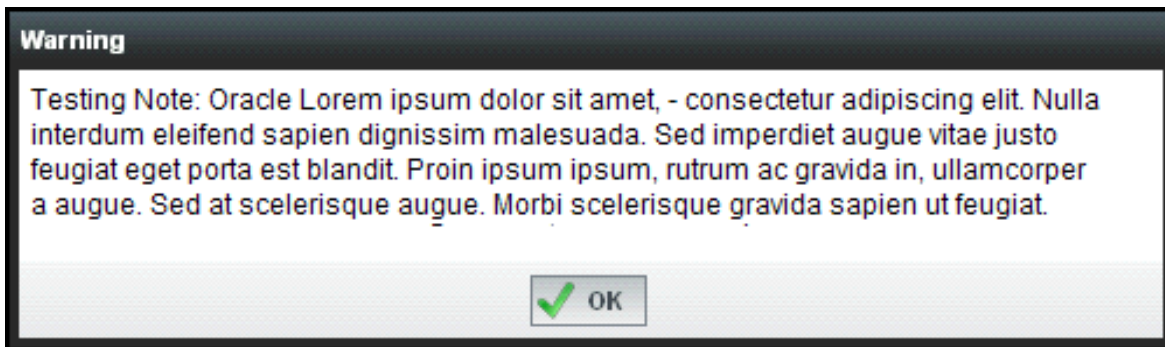 Warning
Testing Note: Oracle Lorem ipsum dolor sit amet, - consectetur adipiscing elit. Nulla
interdum eleifend sapien dignissim malesuada. Sed imperdiet augue vitae justo
feugiat eget porta est blandit. Proin ipsum ipsum, rutrum ac gravida in, ullamcorper
a augue. Sed at scelerisque augue. Morbi scelerisque gravida sapien ut feugiat.
OK